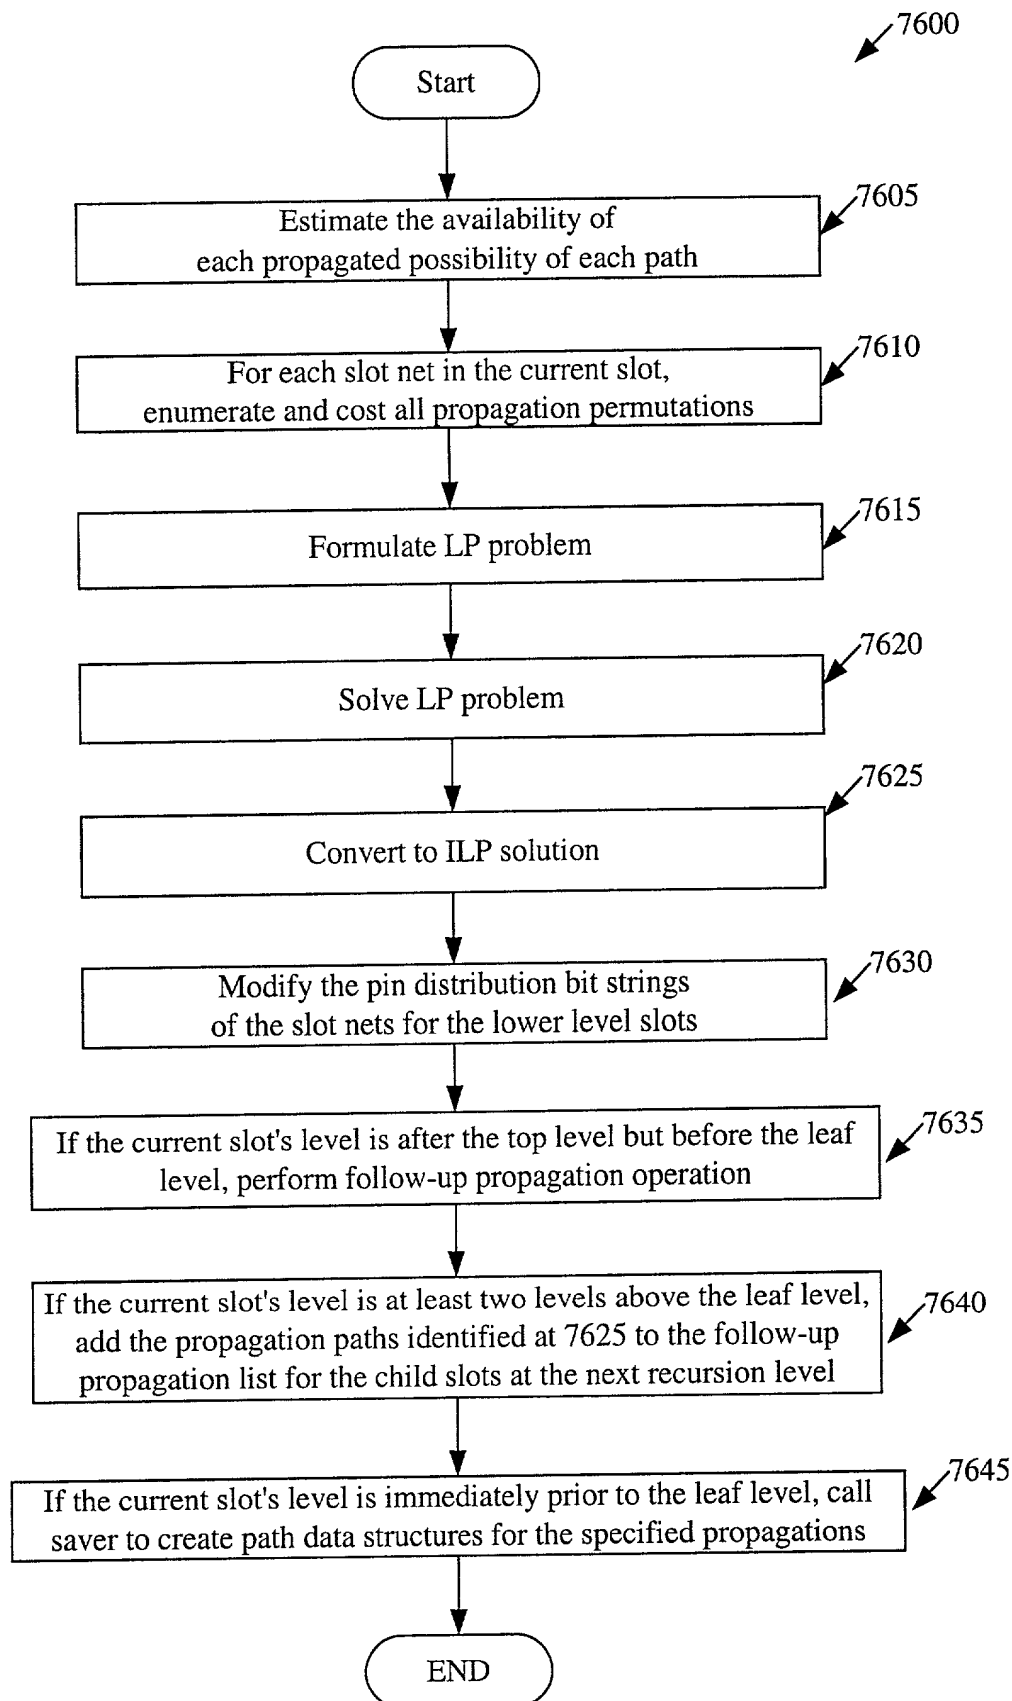 7600
Start
7605
Estimate the availability of
each propagated possibility of each path
7610
For each slot net in the current slot,
enumerate and cost all propagation permutations
7615
Formulate LP problem
7620
Solve LP problem
7625
Convert to ILP solution
7630
Modify the pin distribution bit strings
of the slot nets for the lower level slots
7635
If the current slot's level is after the top level but before the leaf
level, perform follow-up propagation operation
7640
If the current slot's level is at least two levels above the leaf level,
add the propagation paths identified at 7625 to the follow-up
propagation list for the child slots at the next recursion level
7645
If the current slot's level is immediately prior to the leaf level, call
saver to create path data structures for the specified propagations
END